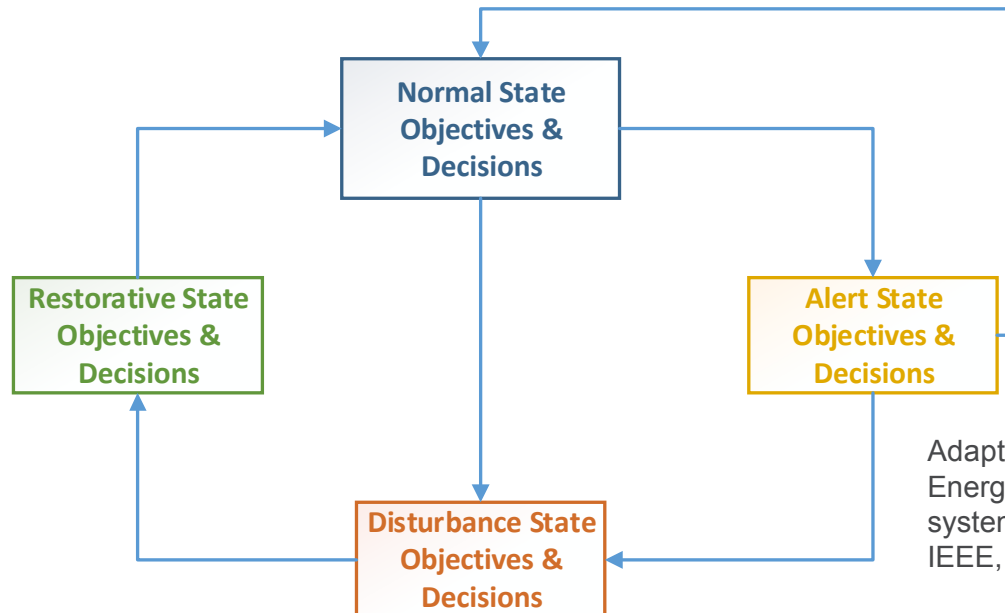 Normal State
Objectives &
Decisions
Restorative State
Objectives &
Decisions
Alert State
Objectives &
Decisions
Disturbance State
Objectives &
Decisions
Adapt
Energ
system
IEEE,